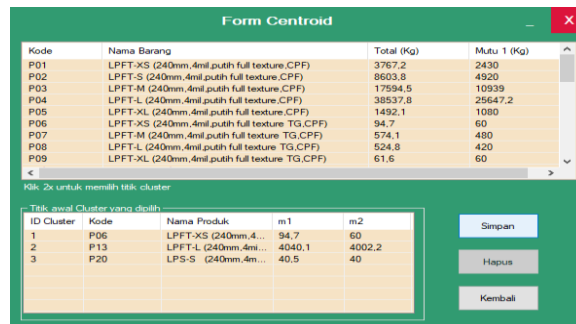 Form Centroid
Kode Nama Barang Total (Kg) Mutu 1 (Kg)
P01 LPFT-XS (240mm,4mil,putih full texture,CPF) 3767,2 2430
P02 LPFT-S (240mm,4mil,putih full texture,CPF) 8603,8 4920
P03 LPFT-M (240mm,4mil,putih full texture,CPF) 17594,5 10939
P04 LPFT-L (240mm,4mil,putih full texture,CPF) 38537,8 25647,2
P05 LPFT-XL (240mm,4mil,putih full texture,CPF) 1492,1 1080
P06 LPFT-XS (240mm,4mil,putih full texture TG,CPF) 94,7 60
P07 LPFT-M (240mm,4mil,putih full texture TG,CPF) 574,1 480
P08 LPFT-L (240mm,4mil,putih full texture TG,CPF) 524,8 420
P09 LPFT-XL (240mm,4mil,putih full texture TG,CPF) 61,6 60
Klik 2x untuk memilih titik cluster
Titik awal Cluster yang dipilih
ID Cluster Kode Nama Produk m1 m2
1 P06 LPFT-XS (240mm,4... 94,7 60
2 P13 LPFT-L (240mm,4mi... 4040,1 4002,2
3 P20 LPS-S (240mm,4m... 40,5 40
Simpan
Hapus
Kembali